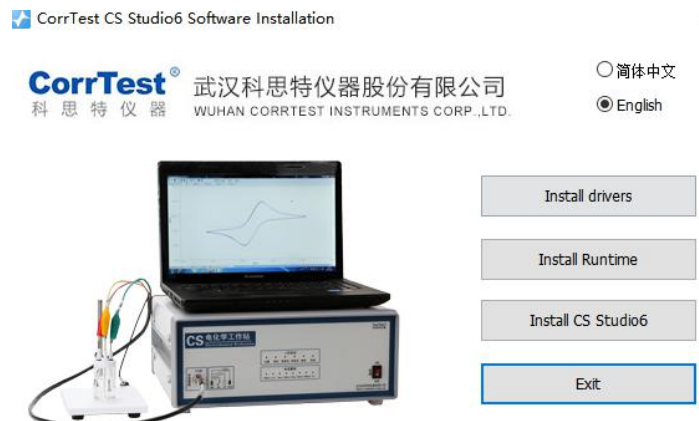 CorrTest CS Studio6 Software Installation
CorrTest®
科思特仪器
武汉科思特仪器股份有限公司
WUHAN CORRTEST INSTRUMENTS CORP.,LTD.
简体中文
English
Install drivers
Install Runtime
Install CS Studio6
Exit
CS 电化学工作站